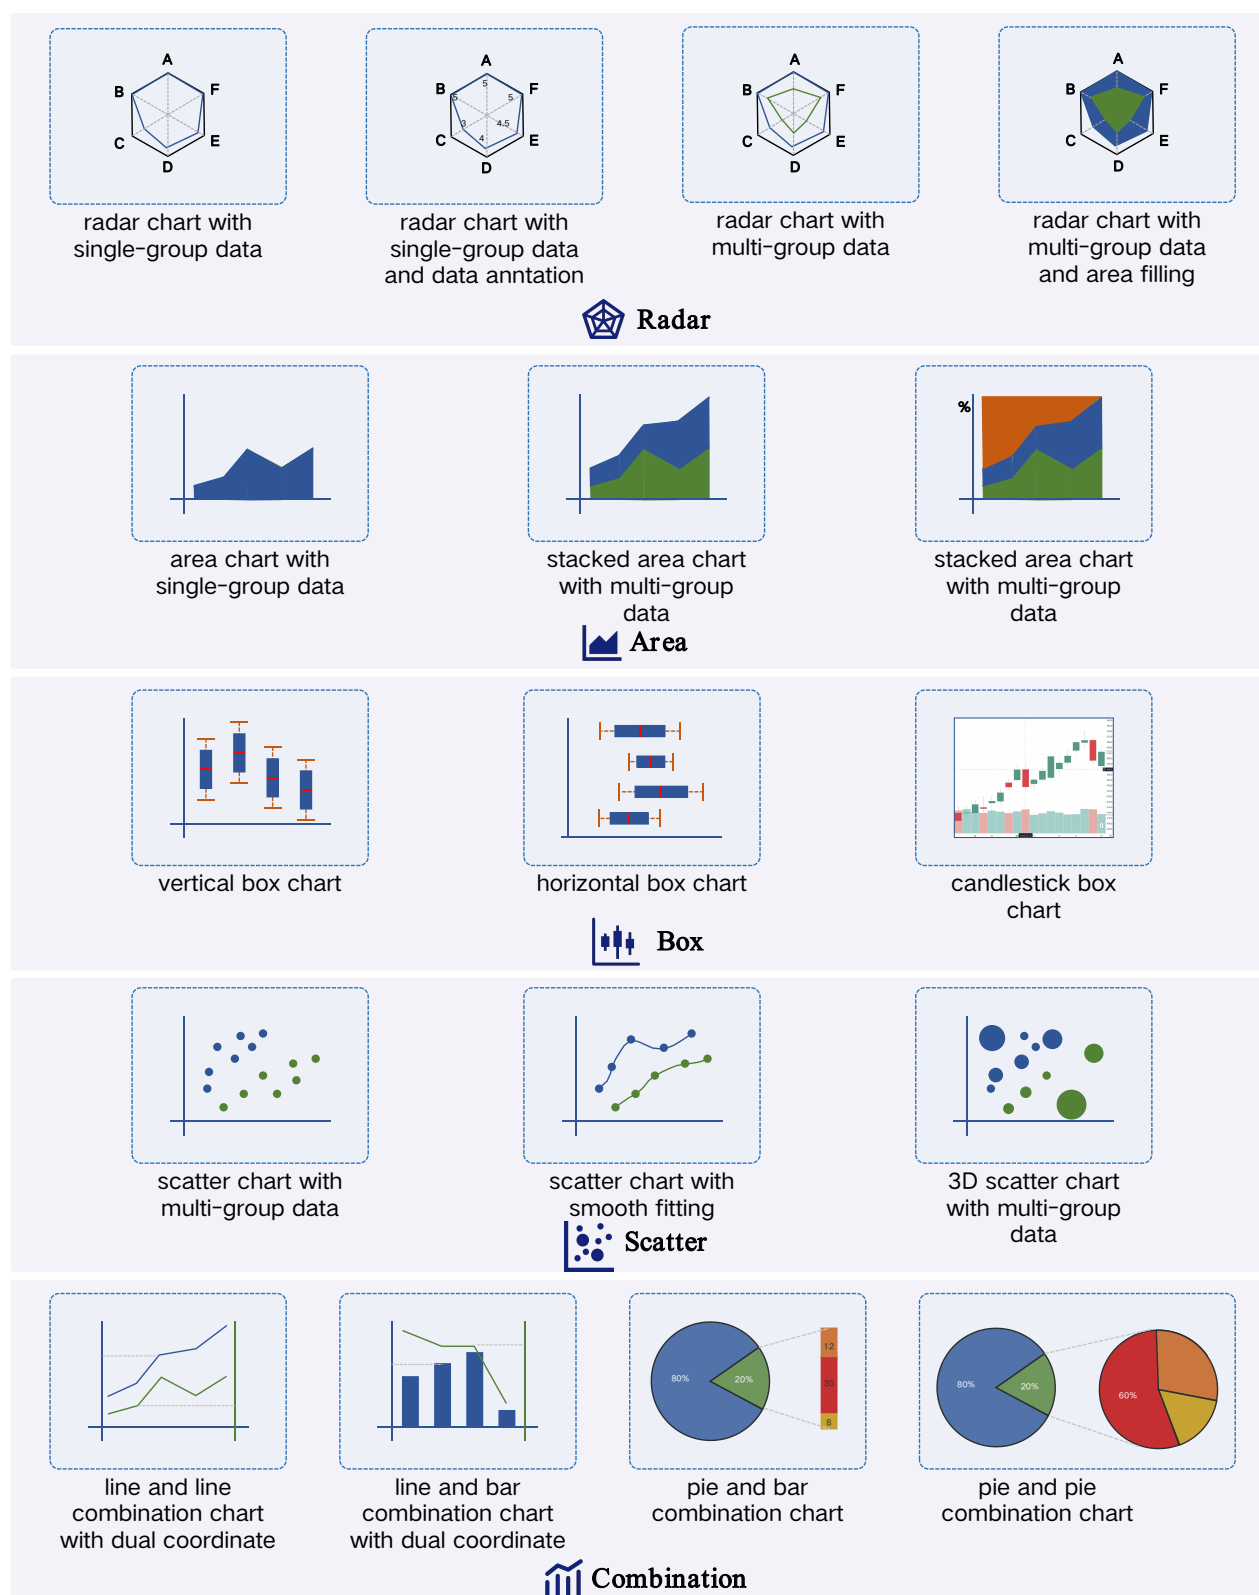 A
B
F
C
E
D
A
B
F
5
5
5
3
4.5
4
C
E
D
A
B
F
C
E
D
A
B
F
C
E
D
radar chart with
single-group data
radar chart with
single-group data
and data anntation
radar chart with
multi-group data
radar chart with
multi-group data
and area filling
Radar
%
area chart with
single-group data
stacked area chart
with multi-group
data
stacked area chart
with multi-group
data
Area
vertical box chart
horizontal box chart
candlestick box
chart
Box
scatter chart with
multi-group data
scatter chart with
smooth fitting
3D scatter chart
with multi-group
data
Scatter
80%
20%
12
30
8
80%
20%
60%
line and line
combination chart
with dual coordinate
line and bar
combination chart
with dual coordinate
pie and bar
combination chart
pie and pie
combination chart
Combination